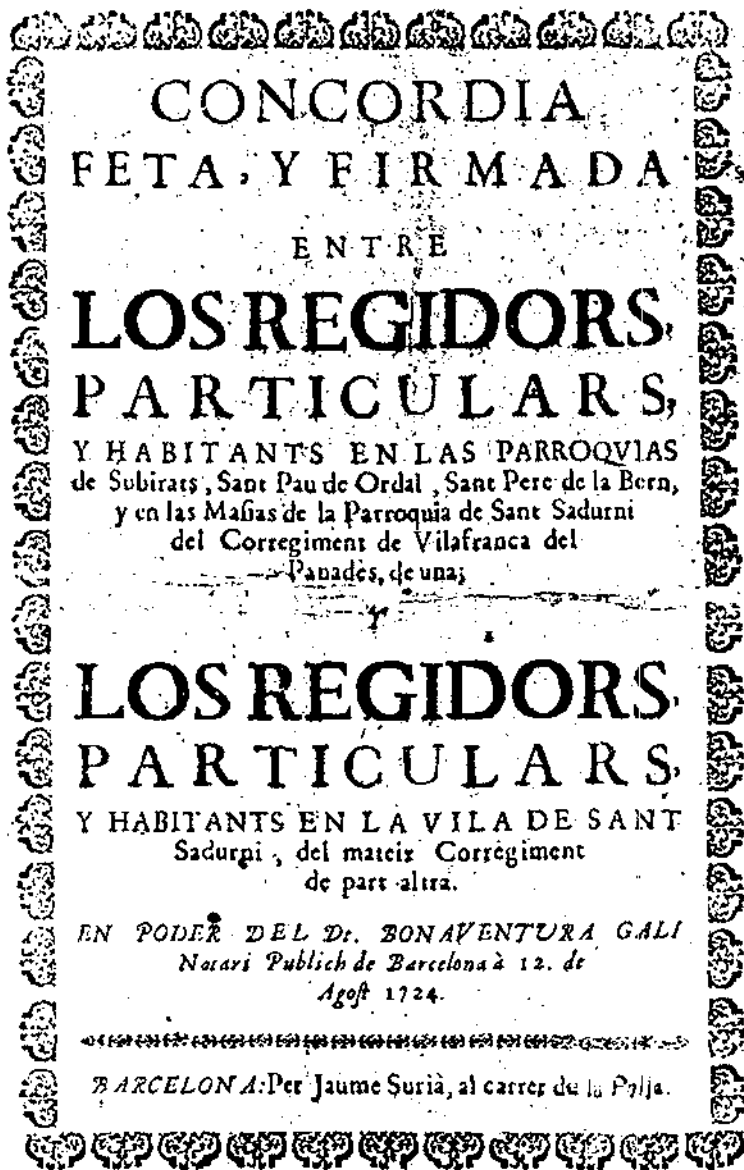 CONCORDIA
FETA, Y FIRMADA
ENTRE
LOS REGIDORS,
PARTICULARS,
Y HABITANTS EN LAS PARROQVIAS
de Subirats, Sant Pau de Ordal, Sant Pere de la Bern,
y en las Masias de la Parroquia de Sant Sadurni
del Corregiment de Vilafranca del
Panadès, de una;
Y
LOS REGIDORS,
PARTICULARS,
Y HABITANTS EN LA VILA DE SANT
Sadurni, del mateix Corregiment
de part altra.
EN PODER DEL Dr. BONAVENTURA GALI
Notari Publich de Barcelona à 12. de
Agost 1724.
BARCELONA: Per Jaume Surià, al carrer de la Palja.